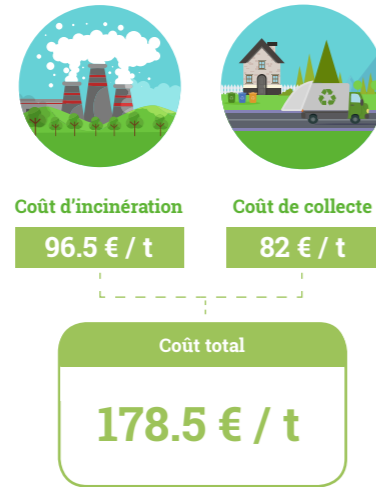 Coût d'incinération
96.5 € / t
Coût de collecte
82 € / t
Coût total
178.5 € / t